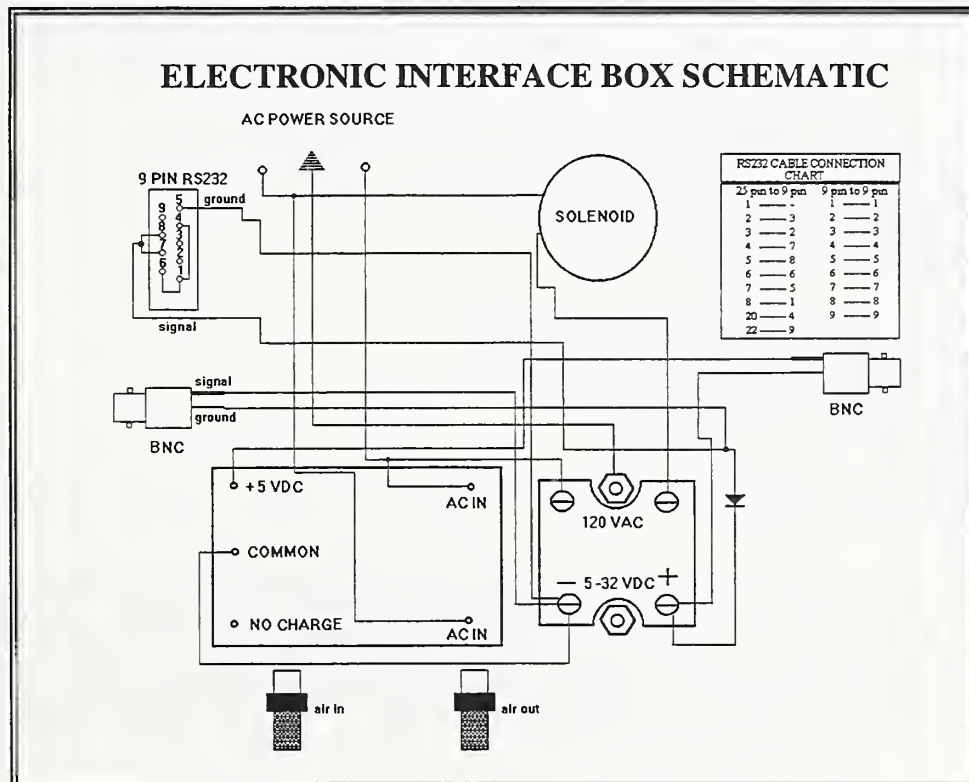 ELECTRONIC INTERFACE BOX SCHEMATIC
AC POWER SOURCE
9 PIN RS232
ground
5
9
4
8
3
7
2
6
1
signal
SOLENOID
RS232 CABLE CONNECTION
CHART
25 pin to 9 pin 9 pin to 9 pin
1 — - 1 — 1
2 — 3 2 — 2
3 — 2 3 — 3
4 — 7 4 — 4
5 — 8 5 — 5
6 — 6 6 — 6
7 — 5 7 — 7
8 — 1 8 — 8
20 — 4 9 — 9
22 — 9
signal
ground
BNC
BNC
+5 VDC
AC IN
COMMON
NO CHARGE
AC IN
120 VAC
— 5-32 VDC +
air in
air out